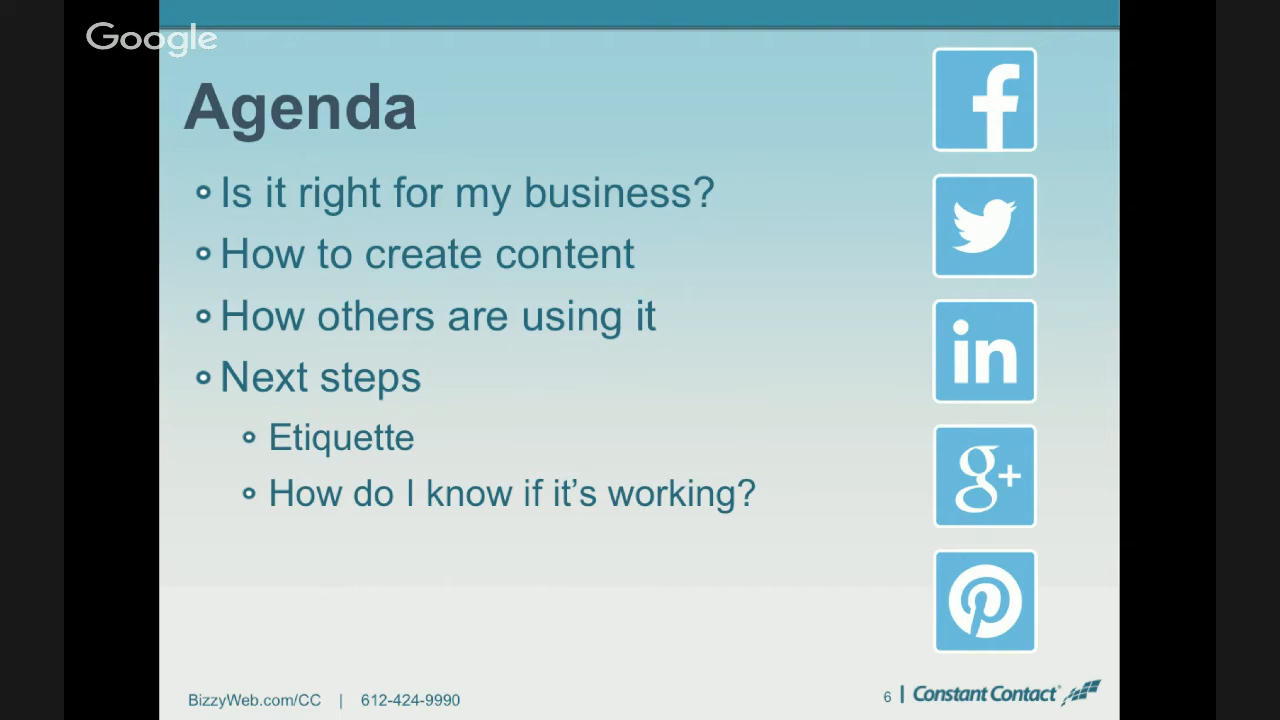 Google
Agenda
Is it right for my business?
How to create content
How others are using it
Next steps
Etiquette
How do I know if it’s working?
f
in
g+
BizzyWeb.com/CC | 612-424-9990
6 | Constant Contact